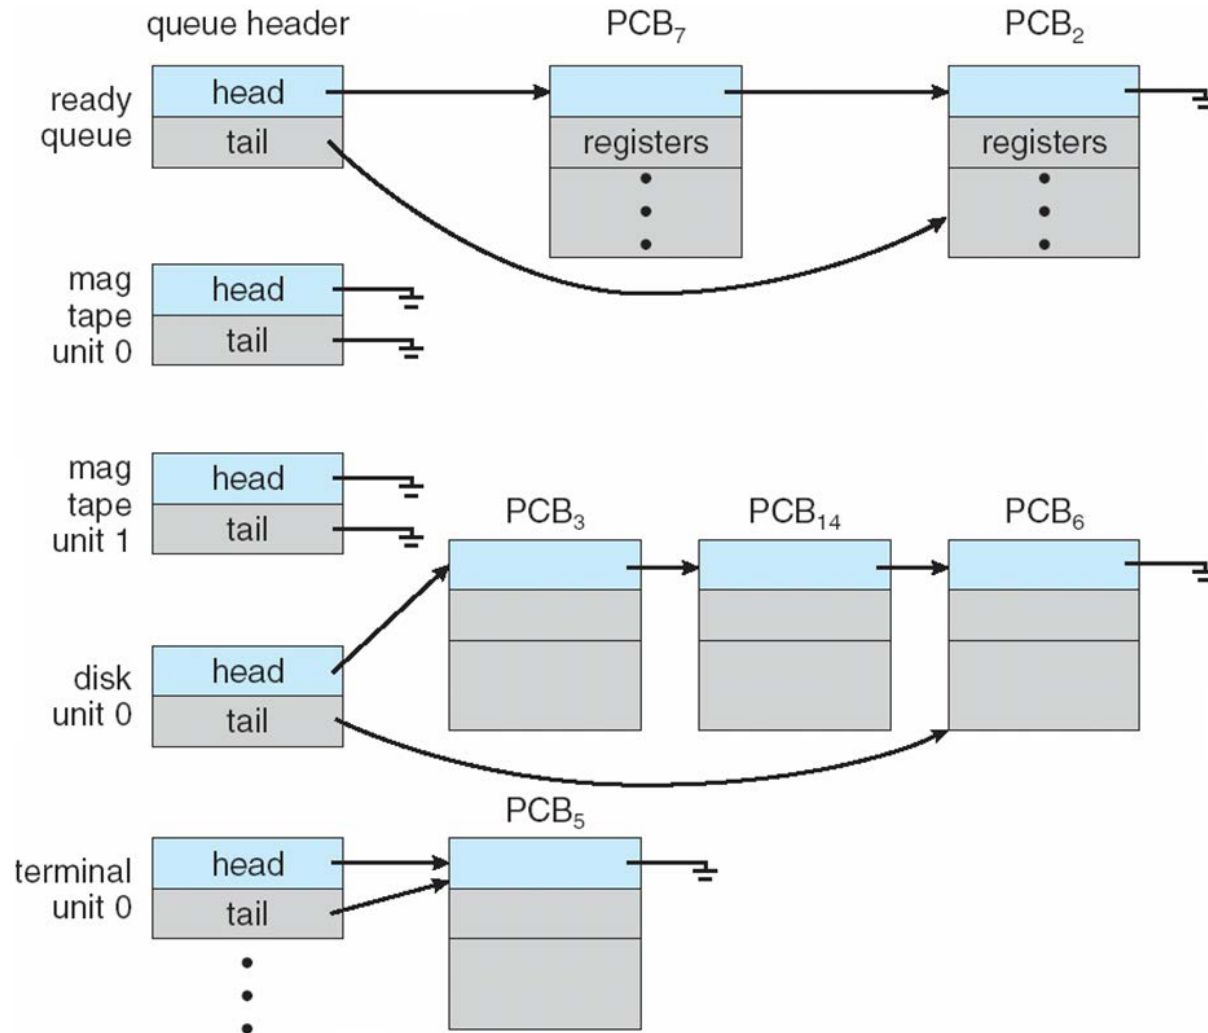 queue header
PCB₇
PCB₂
ready
queue
head
tail
registers
registers
mag
tape
unit 0
head
tail
mag
tape
unit 1
head
tail
PCB₃
PCB₁₄
PCB₆
disk
unit 0
head
tail
PCB₅
terminal
unit 0
head
tail